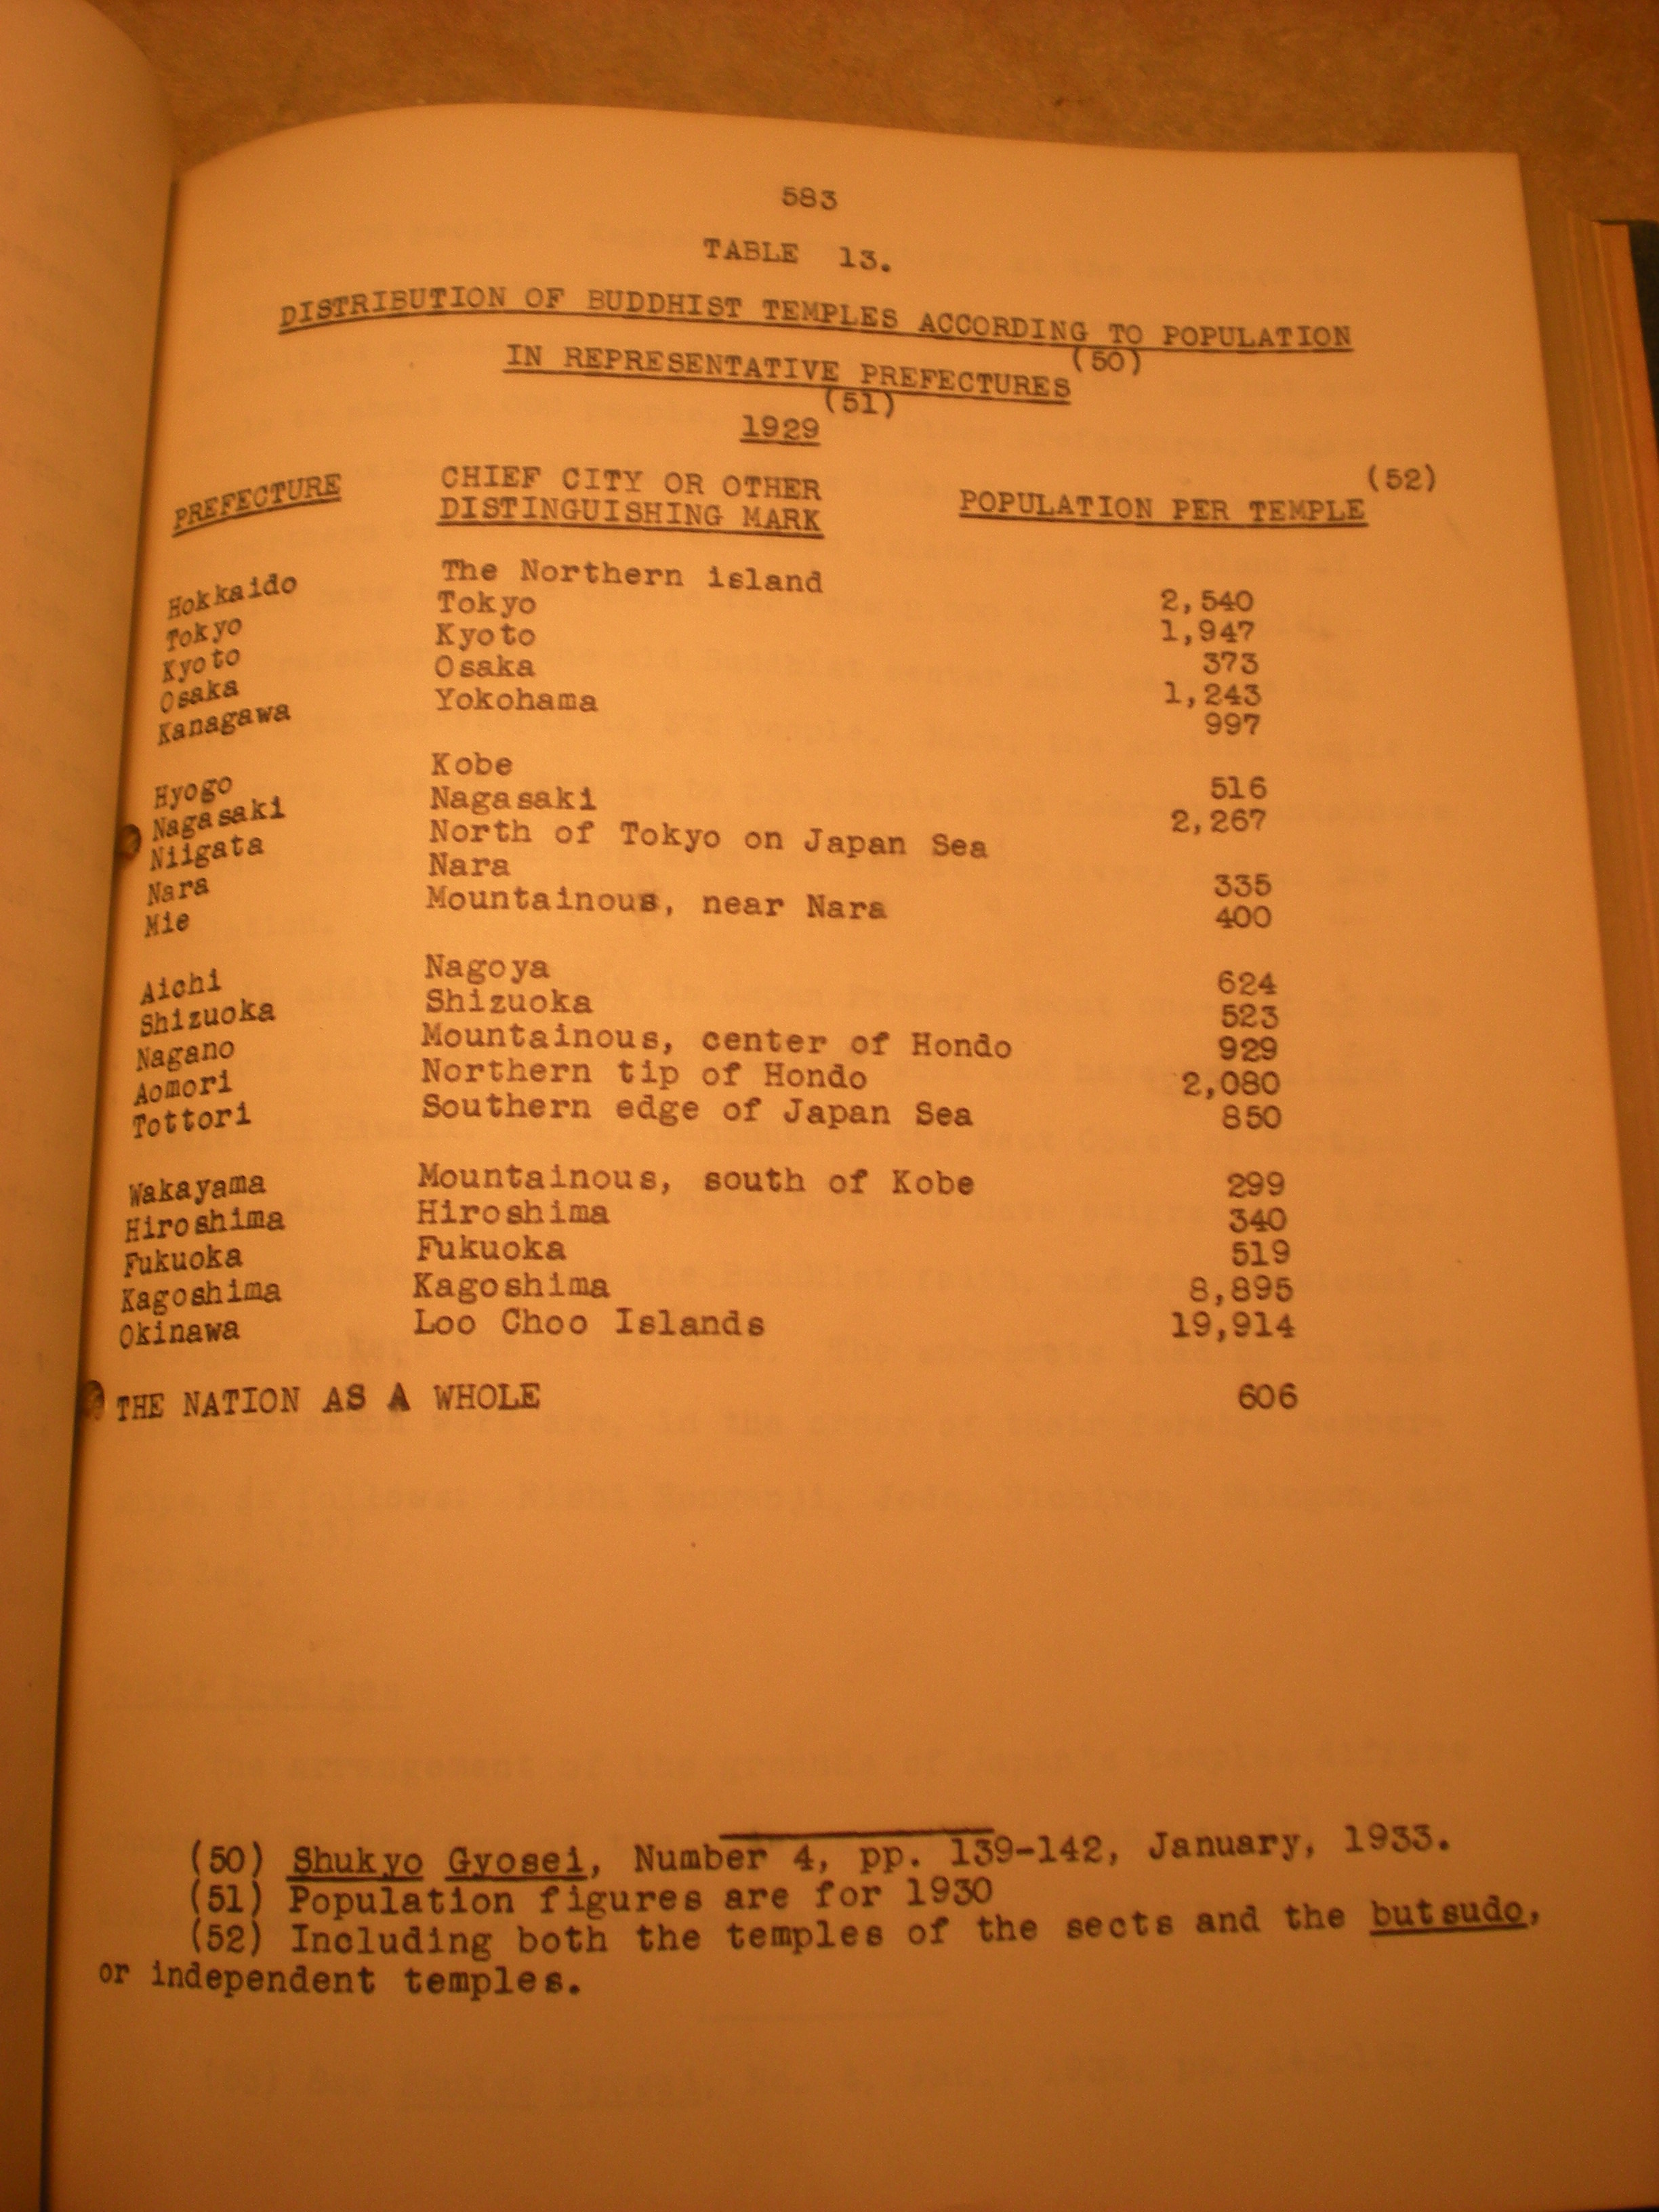 583
TABLE 13.
DISTRIBUTION OF BUDDHIST TEMPLES ACCORDING TO POPULATION
IN REPRESENTATIVE PREFECTURES (50)
1929 (51)
PREFECTURE CHIEF CITY OR OTHER DISTINGUISHING MARK POPULATION PER TEMPLE (52)
Hokkaido The Northern island 2,540
Tokyo Tokyo 1,947
Kyoto Kyoto 373
Osaka Osaka 1,243
Kanagawa Yokohama 997
Hyogo Kobe 516
Nagasaki Nagasaki 2,267
Niigata North of Tokyo on Japan Sea
Nara Nara 335
Mie Mountainous, near Nara 400
Aichi Nagoya 624
Shizuoka Shizuoka 523
Nagano Mountainous, center of Hondo 929
Aomori Northern tip of Hondo 2,080
Tottori Southern edge of Japan Sea 850
Wakayama Mountainous, south of Kobe 299
Hiroshima Hiroshima 340
Fukuoka Fukuoka 519
Kagoshima Kagoshima 8,895
Okinawa Loo Choo Islands 19,914
THE NATION AS A WHOLE 606
(50) Shukyo Gyosei, Number 4, pp. 139-142, January, 1933.
(51) Population figures are for 1930
(52) Including both the temples of the sects and the butsudo,
or independent temples.